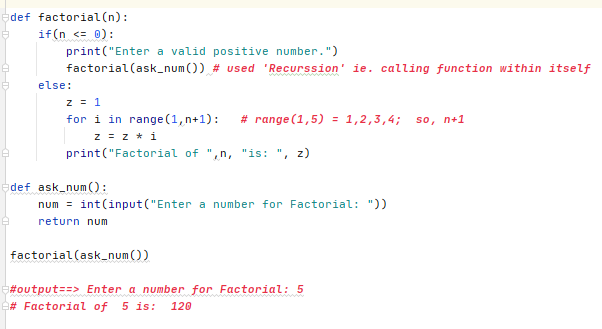 def factorial(n):
    if(n <= 0):
        print("Enter a valid positive number.")
        factorial(ask_num()) # used 'Recurssion' ie. calling function within itself
    else:
        z = 1
        for i in range(1,n+1):   # range(1,5) = 1,2,3,4;  so, n+1
            z = z * i
        print("Factorial of ",n, "is: ", z)
def ask_num():
    num = int(input("Enter a number for Factorial: "))
    return num
factorial(ask_num())
#output==> Enter a number for Factorial: 5
# Factorial of  5 is:  120